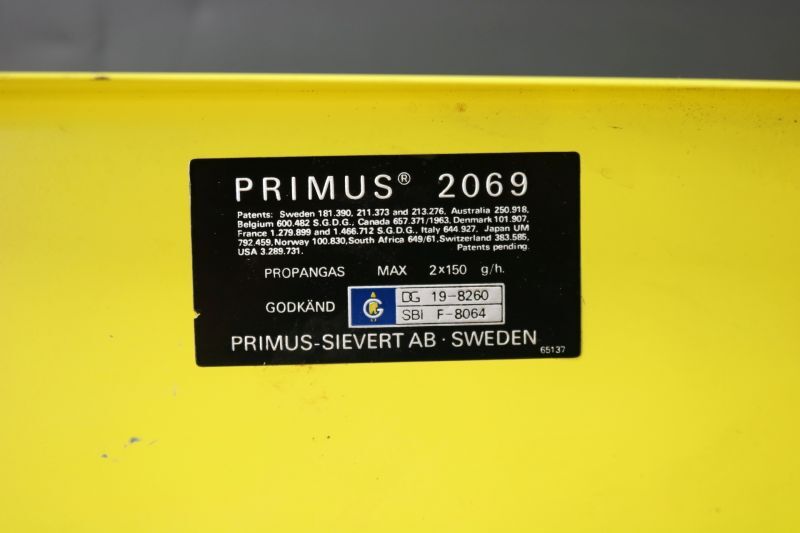 PRIMUS® 2069
Patents: Sweden 181.390, 211.373 and 213.276, Australia 250.918,
Belgium 600.482 S.G.D.G., Canada 657.371/1963, Denmark 101.907,
France 1.279.899 and 1.466.712 S.G.D.G., Italy 644.927. Japan UM
792.459, Norway 100.830, South Africa 649/61, Switzerland 383.585,
USA 3.289.731. Patents pending.
PROPANGAS MAX 2×150 g/h.
GODKÄND G DG 19-8260
SBI F-8064
PRIMUS-SIEVERT AB · SWEDEN
65137